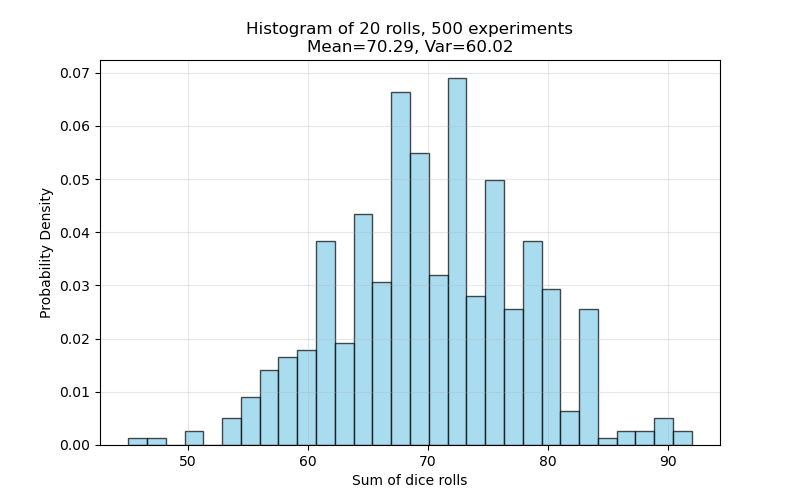 Histogram of 20 rolls, 500 experiments
Mean=70.29, Var=60.02
Probability Density
0.07
0.06
0.05
0.04
0.03
0.02
0.01
0.00
50 60 70 80 90
Sum of dice rolls